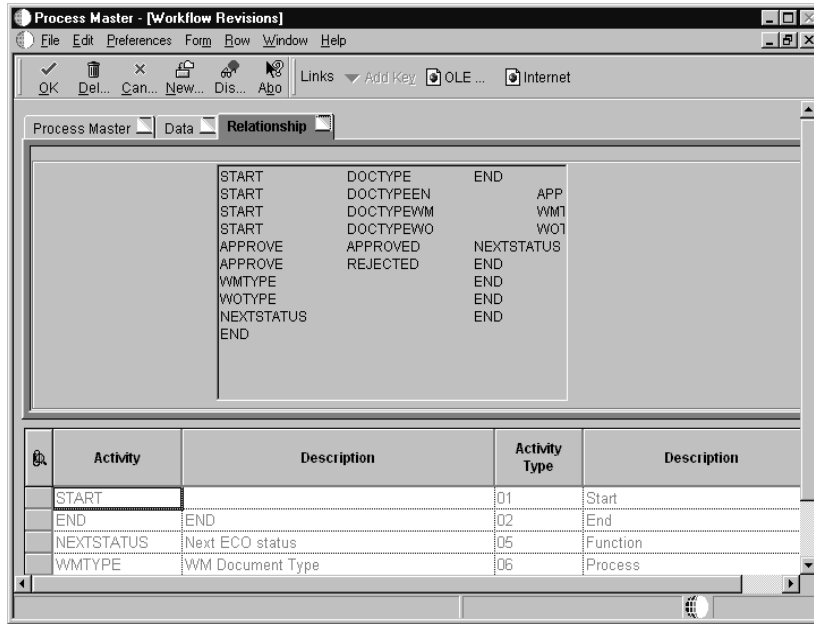 Process Master - [Workflow Revisions]
File Edit Preferences Form Row Window Help
OK Del... Can... New... Dis... Abo Links Add Key OLE ... Internet
Process Master Data Relationship
START DOCTYPE END
START DOCTYPEEN APP
START DOCTYPEWM WMT
START DOCTYPEWO WOT
APPROVE APPROVED NEXTSTATUS
APPROVE REJECTED END
WMTYPE END
WOTYPE END
NEXTSTATUS END
END
Activity Description Activity Type Description
START 01 Start
END END 02 End
NEXTSTATUS Next ECO status 05 Function
WMTYPE WM Document Type 06 Process